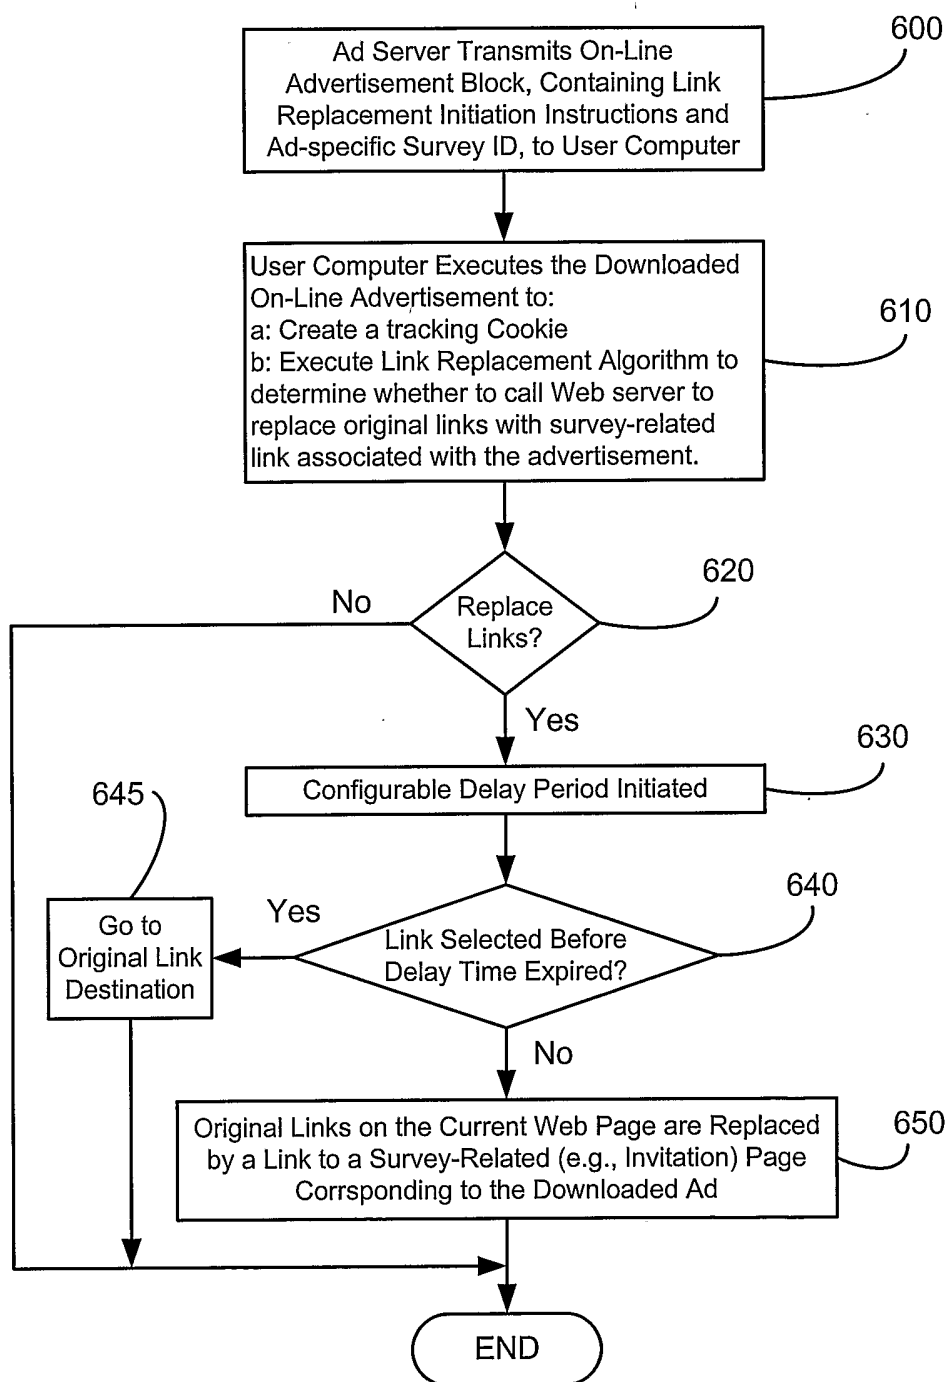 600
Ad Server Transmits On-Line
Advertisement Block, Containing Link
Replacement Initiation Instructions and
Ad-specific Survey ID, to User Computer
User Computer Executes the Downloaded
On-Line Advertisement to:
a: Create a tracking Cookie
b: Execute Link Replacement Algorithm to
determine whether to call Web server to
replace original links with survey-related
link associated with the advertisement.
610
620
No
Replace
Links?
Yes
630
Configurable Delay Period Initiated
645
640
Yes
Go to
Original Link
Destination
Link Selected Before
Delay Time Expired?
No
650
Original Links on the Current Web Page are Replaced
by a Link to a Survey-Related (e.g., Invitation) Page
Corrsponding to the Downloaded Ad
END